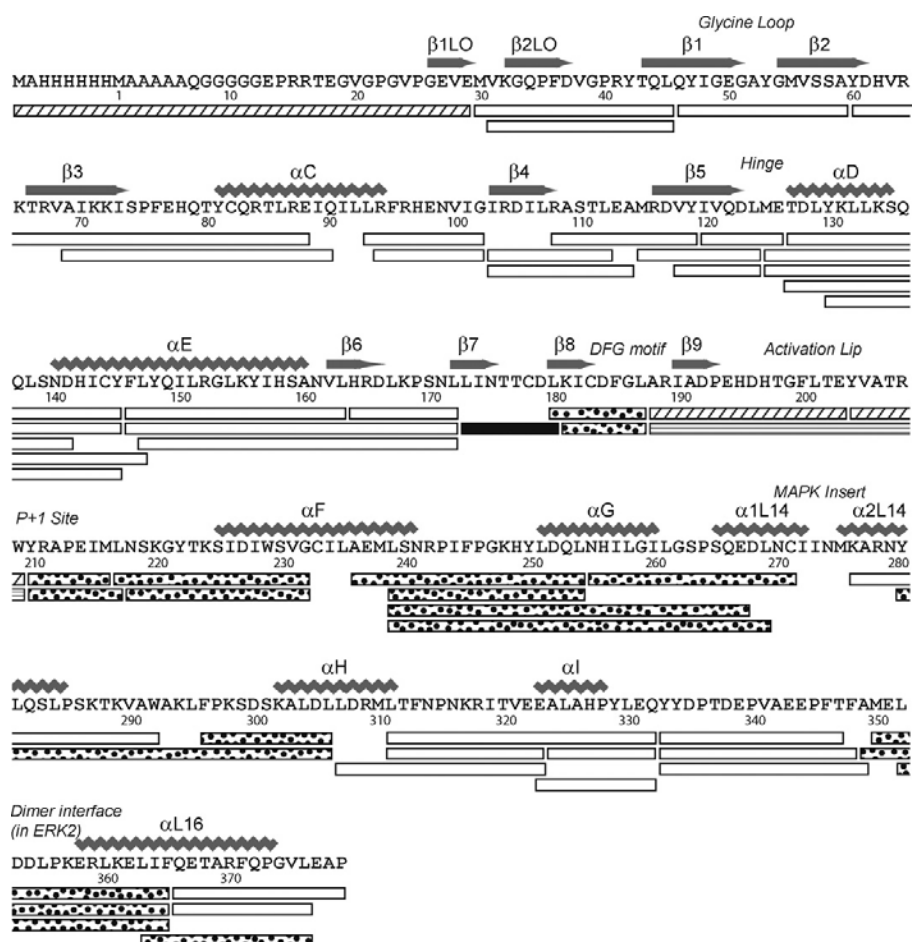 Glycine Loop
β1LO β2LO β1 β2
MAHHHHHHMAAAAAQGGGGGEPRRTEGVGPGVPGEVEMVKGQPFDVGPRYTQLQYIGEGAYGMVSSAYDHVR
1 10 20 30 40 50 60
Hinge
β3 αC β4 β5 αD
KTRVAIKKISPFEHQTYCQRTLREIQILLRFRHENVIGIRDILRASTLEAMRDVYIVQDLMETDLYKLLKSQ
70 80 90 100 110 120 130
αE β6 β7 β8 DFG motif β9 Activation Lip
QLSNDHICYFLYQILRGLKYIHSANVLHRDLKPSNLLINTTCDLKICDFGLARIADPEHDHTGFLTEYVATR
140 150 160 170 180 190 200
P+1 Site MAPK Insert
αF αG α1L14 α2L14
WYRAPEIMLNSKGYTKSIDIWSVGCILAEMLSNRPIFPGKHYLDQLNHILGILGSPSQEDLNCIINMKARNY
210 220 230 240 250 260 270 280
αH αI
LQSLPSKTKVAWAKLFPKSDSKALDLLDRMLTFNPNKRITVEEALAHPYLEQYYDPTDEPVAEEPFTFAMEL
290 300 310 320 330 340 350
Dimer interface
(in ERK2) αL16
DDLPKERLKELIFQETARFQPGVLEAP
360 370